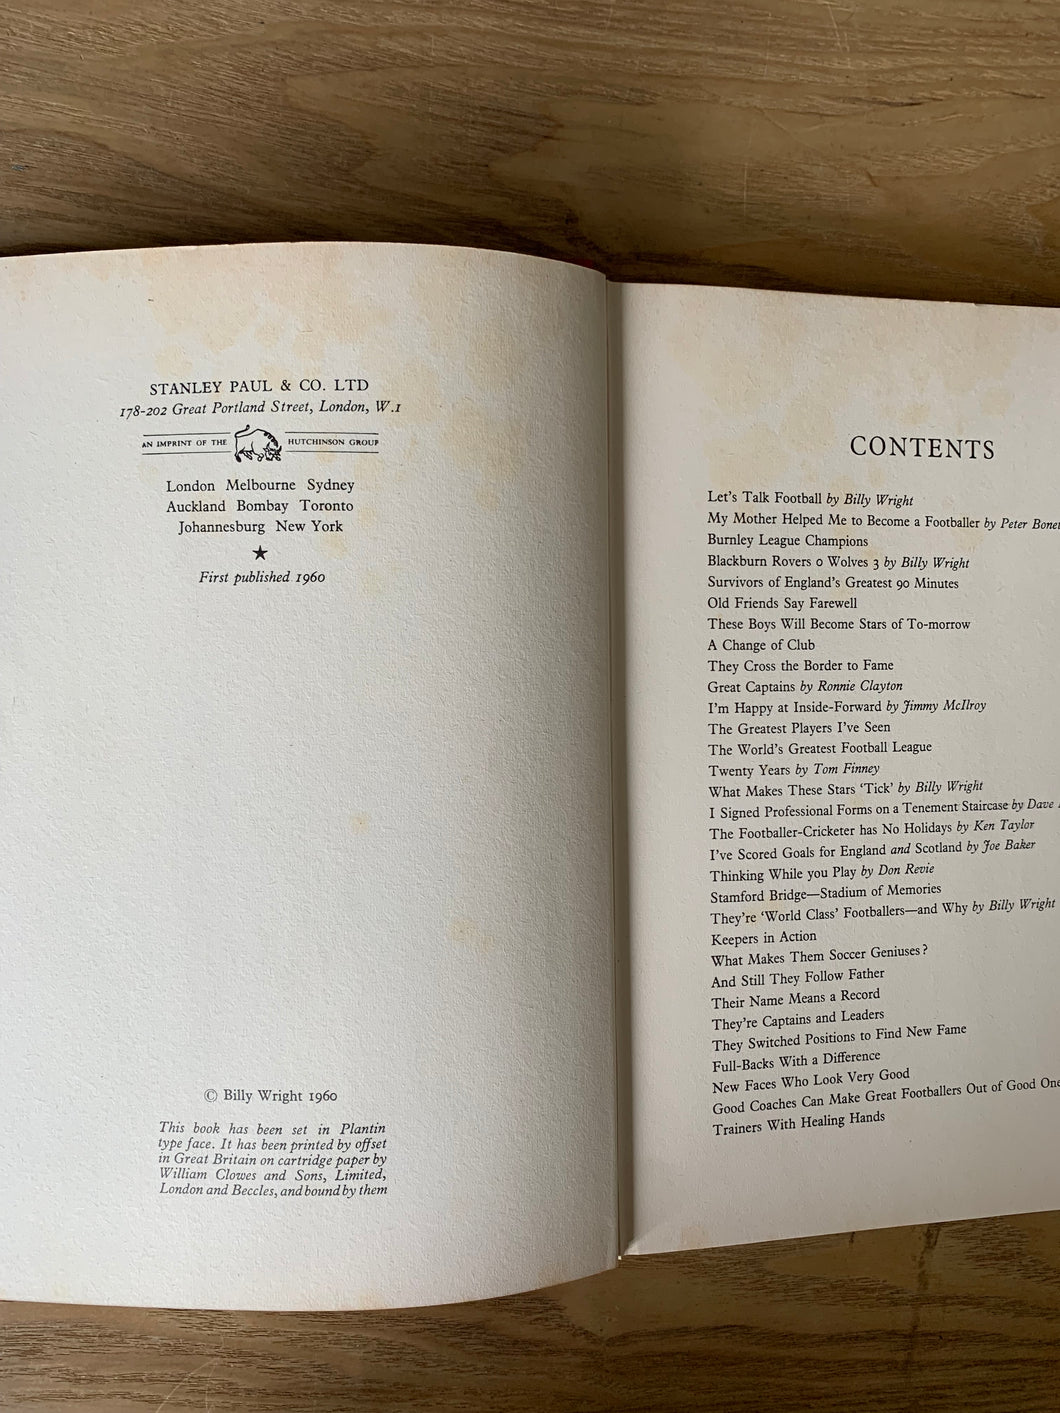 STANLEY PAUL & CO. LTD
178-202 Great Portland Street, London, W.1
AN IMPRINT OF THE HUTCHINSON GROUP
London Melbourne Sydney
Auckland Bombay Toronto
Johannesburg New York
★
First published 1960
© Billy Wright 1960
This book has been set in Plantin
type face. It has been printed by offset
in Great Britain on cartridge paper by
William Clowes and Sons, Limited,
London and Beccles, and bound by them
CONTENTS
Let's Talk Football by Billy Wright
My Mother Helped Me to Become a Footballer by Peter
Burnley League Champions
Blackburn Rovers 0 Wolves 3 by Billy Wright
Survivors of England's Greatest 90 Minutes
Old Friends Say Farewell
These Boys Will Become Stars of To-morrow
A Change of Club
They Cross the Border to Fame
Great Captains by Ronnie Clayton
I'm Happy at Inside-Forward by Jimmy McIlroy
The Greatest Players I've Seen
The World's Greatest Football League
Twenty Years by Tom Finney
What Makes These Stars 'Tick' by Billy Wright
I Signed Professional Forms on a Tenement Staircase by Dave
The Footballer-Cricketer has No Holidays by Ken Taylor
I've Scored Goals for England and Scotland by Joe Baker
Thinking While you Play by Don Revie
Stamford Bridge—Stadium of Memories
They're 'World Class' Footballers—and Why by Billy Wright
Keepers in Action
What Makes Them Soccer Geniuses?
And Still They Follow Father
Their Name Means a Record
They're Captains and Leaders
They Switched Positions to Find New Fame
Full-Backs With a Difference
New Faces Who Look Very Good
Good Coaches Can Make Great Footballers Out of Good
Trainers With Healing Hands